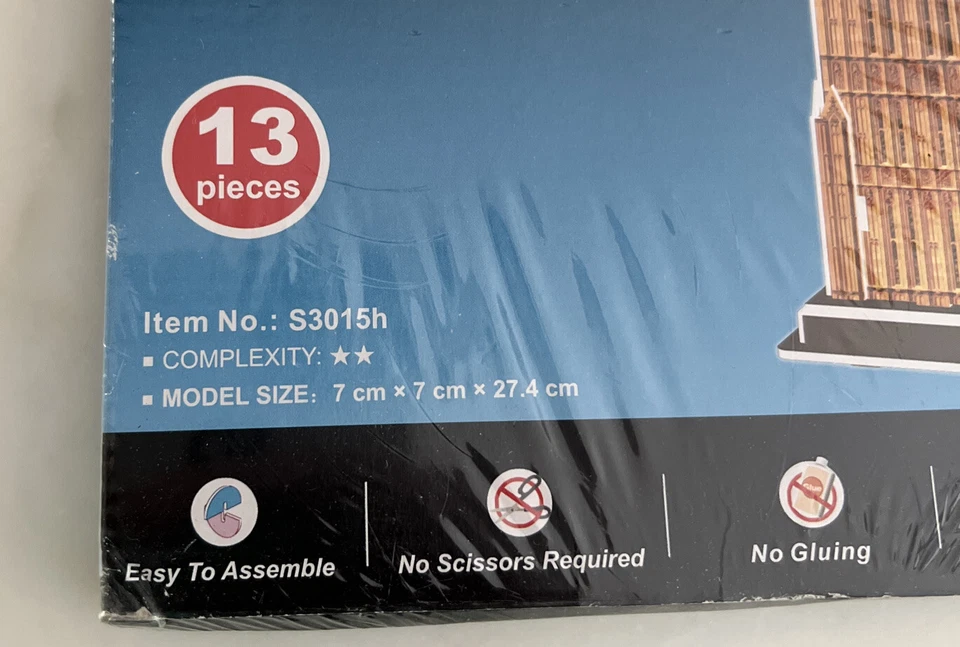 13
pieces
Item No.: S3015h
▪ COMPLEXITY: ★★
▪ MODEL SIZE: 7 cm × 7 cm × 27.4 cm
Easy To Assemble
No Scissors Required
No Gluing